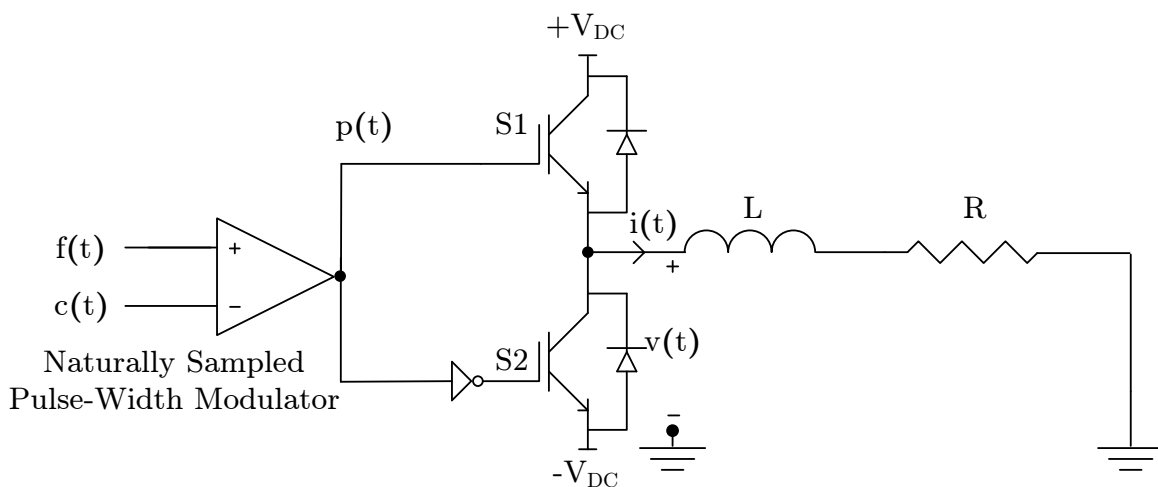 +V_DC
S1
p(t)
i(t)
L
R
f(t)
+
c(t)
−
+
Naturally Sampled
Pulse-Width Modulator
S2
v(t)
−
-V_DC